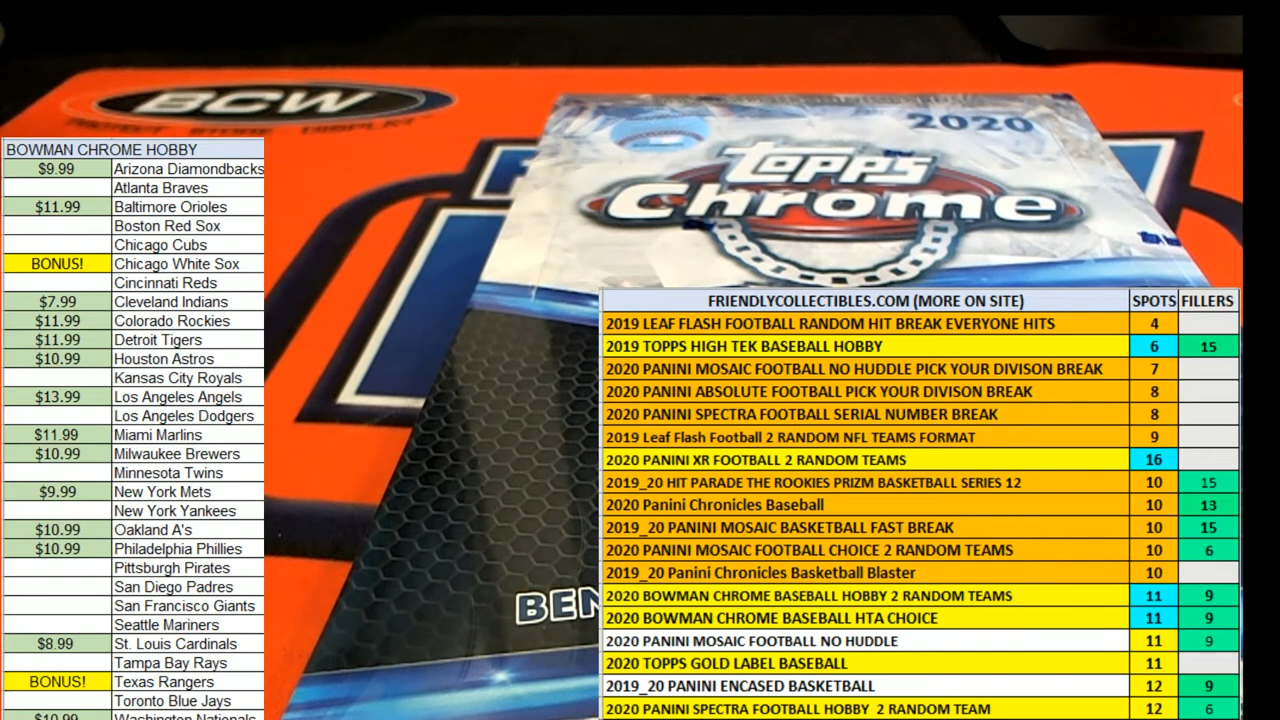 BCW
PROTECT STORE DISPLAY
2020
Topps
Chrome
BEN
BOWMAN CHROME HOBBY
$9.99 Arizona Diamondbacks
Atlanta Braves
$11.99 Baltimore Orioles
Boston Red Sox
Chicago Cubs
BONUS! Chicago White Sox
Cincinnati Reds
$7.99 Cleveland Indians
$11.99 Colorado Rockies
$11.99 Detroit Tigers
$10.99 Houston Astros
Kansas City Royals
$13.99 Los Angeles Angels
Los Angeles Dodgers
$11.99 Miami Marlins
$10.99 Milwaukee Brewers
Minnesota Twins
$9.99 New York Mets
New York Yankees
$10.99 Oakland A's
$10.99 Philadelphia Phillies
Pittsburgh Pirates
San Diego Padres
San Francisco Giants
Seattle Mariners
$8.99 St. Louis Cardinals
Tampa Bay Rays
BONUS! Texas Rangers
Toronto Blue Jays
$10.99 Washington Nationals
FRIENDLYCOLLECTIBLES.COM (MORE ON SITE) SPOTS FILLERS
2019 LEAF FLASH FOOTBALL RANDOM HIT BREAK EVERYONE HITS 4
2019 TOPPS HIGH TEK BASEBALL HOBBY 6 15
2020 PANINI MOSAIC FOOTBALL NO HUDDLE PICK YOUR DIVISON BREAK 7
2020 PANINI ABSOLUTE FOOTBALL PICK YOUR DIVISON BREAK 8
2020 PANINI SPECTRA FOOTBALL SERIAL NUMBER BREAK 8
2019 Leaf Flash Football 2 RANDOM NFL TEAMS FORMAT 9
2020 PANINI XR FOOTBALL 2 RANDOM TEAMS 16
2019_20 HIT PARADE THE ROOKIES PRIZM BASKETBALL SERIES 12 10 15
2020 Panini Chronicles Baseball 10 13
2019_20 PANINI MOSAIC BASKETBALL FAST BREAK 10 15
2020 PANINI MOSAIC FOOTBALL CHOICE 2 RANDOM TEAMS 10 6
2019_20 Panini Chronicles Basketball Blaster 10
2020 BOWMAN CHROME BASEBALL HOBBY 2 RANDOM TEAMS 11 9
2020 BOWMAN CHROME BASEBALL HTA CHOICE 11 9
2020 PANINI MOSAIC FOOTBALL NO HUDDLE 11 9
2020 TOPPS GOLD LABEL BASEBALL 11
2019_20 PANINI ENCASED BASKETBALL 12 9
2020 PANINI SPECTRA FOOTBALL HOBBY 2 RANDOM TEAM 12 6